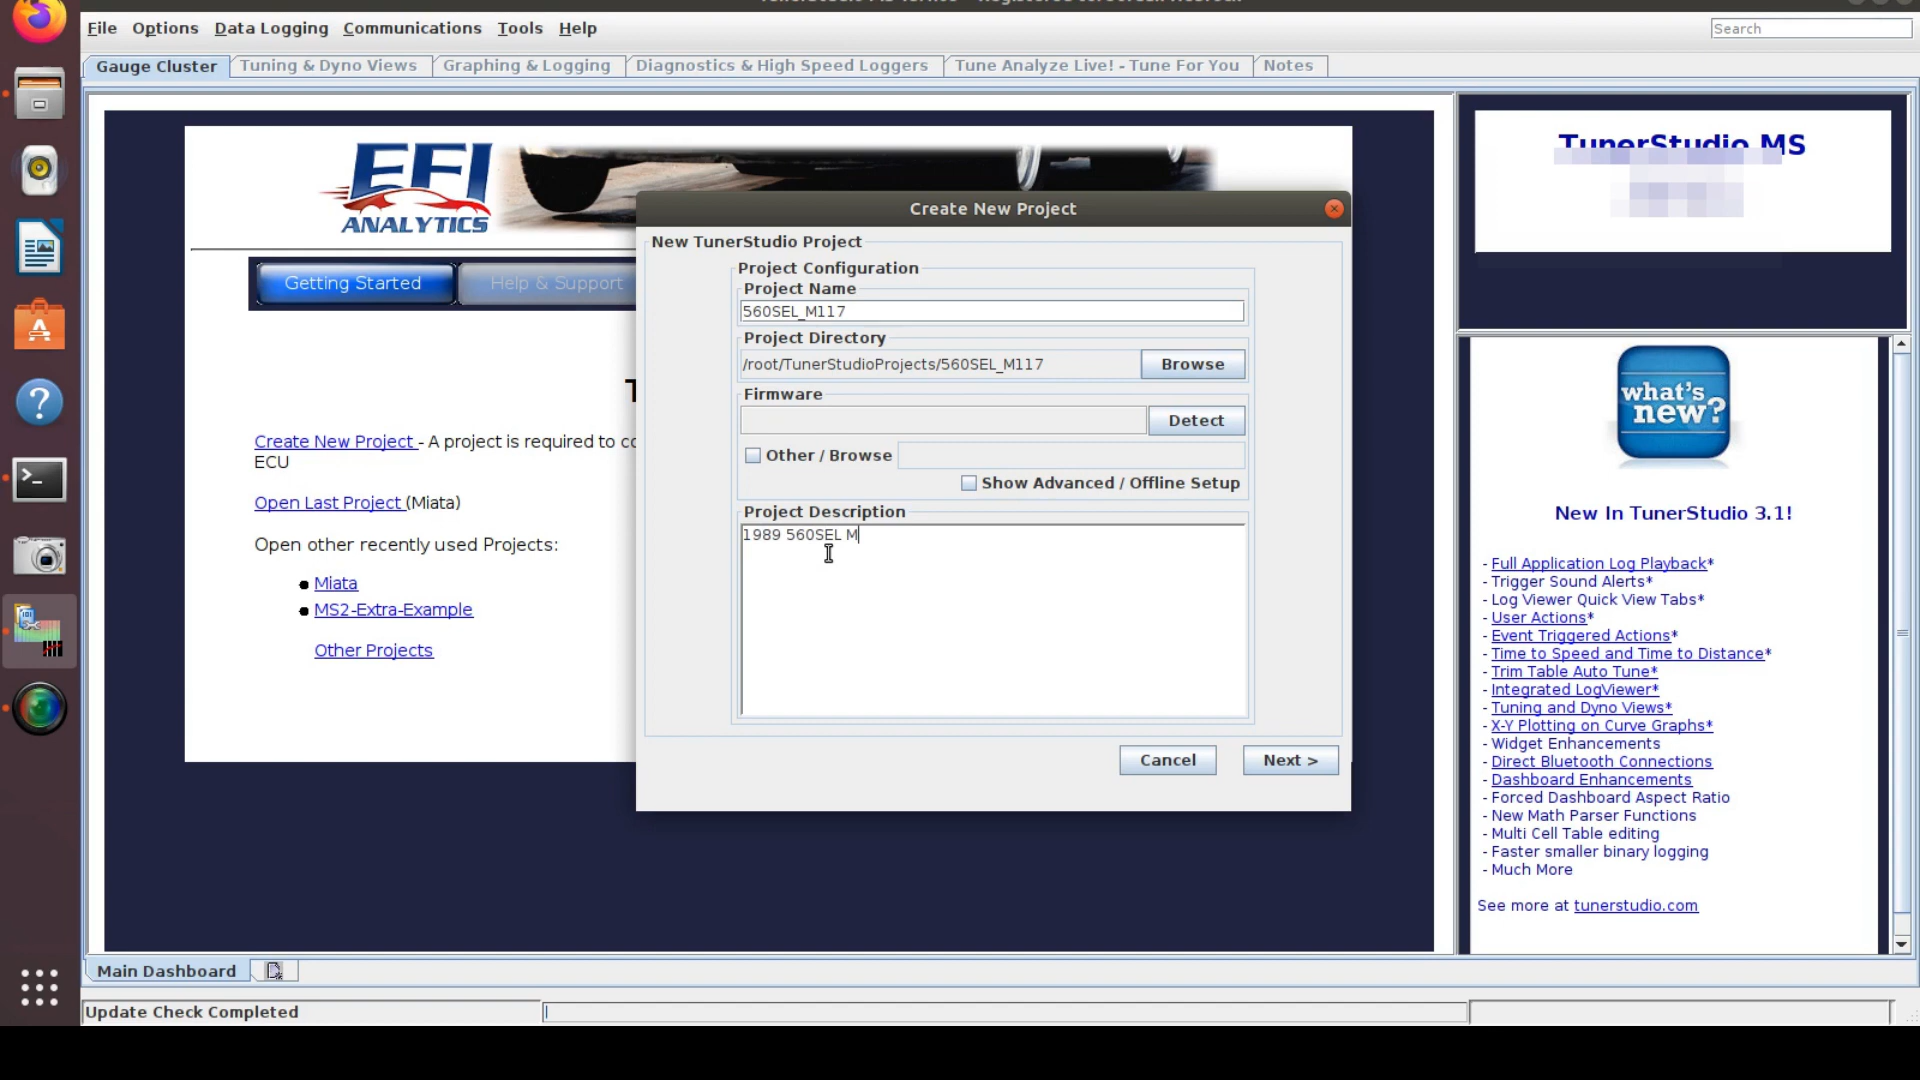 File Options Data Logging Communications Tools Help
Search
Gauge Cluster Tuning & Dyno Views Graphing & Logging Diagnostics & High Speed Loggers Tune Analyze Live! - Tune For You Notes
EFI
ANALYTICS
Getting Started Help & Support
T
Create New Project - A project is required to co
ECU
Open Last Project (Miata)
Open other recently used Projects:
Miata
MS2-Extra-Example
Other Projects
Create New Project
New TunerStudio Project
Project Configuration
Project Name
560SEL_M117
Project Directory
/root/TunerStudioProjects/560SEL_M117
Browse
Firmware
Detect
Other / Browse
Show Advanced / Offline Setup
Project Description
1989 560SEL M
Cancel Next >
TunerStudio MS
what's
new?
New In TunerStudio 3.1!
- Full Application Log Playback*
- Trigger Sound Alerts*
- Log Viewer Quick View Tabs*
- User Actions*
- Event Triggered Actions*
- Time to Speed and Time to Distance*
- Trim Table Auto Tune*
- Integrated LogViewer*
- Tuning and Dyno Views*
- X-Y Plotting on Curve Graphs*
- Widget Enhancements
- Direct Bluetooth Connections
- Dashboard Enhancements
- Forced Dashboard Aspect Ratio
- New Math Parser Functions
- Multi Cell Table editing
- Faster smaller binary logging
- Much More
See more at tunerstudio.com
Main Dashboard
Update Check Completed